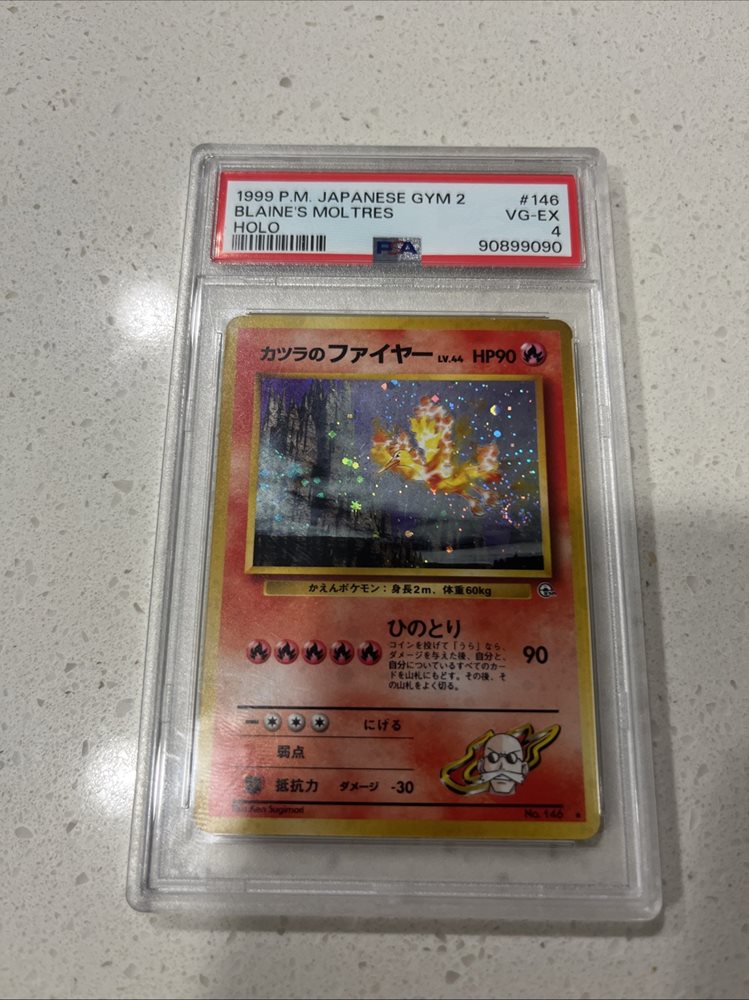 1999 P.M. JAPANESE GYM 2 #146
BLAINE'S MOLTRES VG-EX
HOLO 4
PSA 90899090
カツラのファイヤー LV.44 HP90
かえんポケモン：身長2m、体重60kg
ひのとり
コインを投げて「うら」なら、
ダメージを与えた後、自分と、
自分についているすべてのカー
ドを山札にもどす。その後、そ
の山札をよく切る。
90
にげる
弱点
抵抗力 ダメージ -30
Ken Sugimori
No. 146